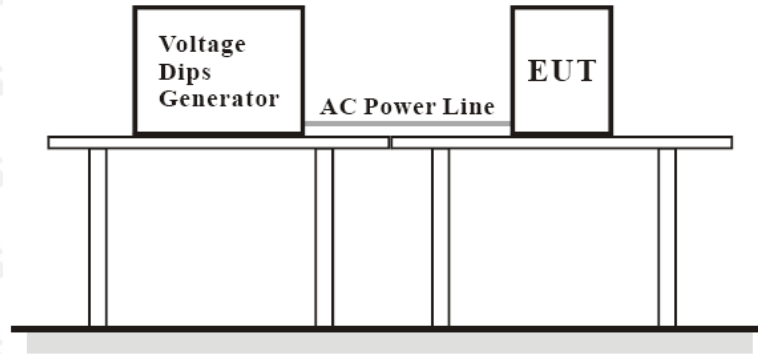 Voltage
Dips
Generator
AC Power Line
EUT